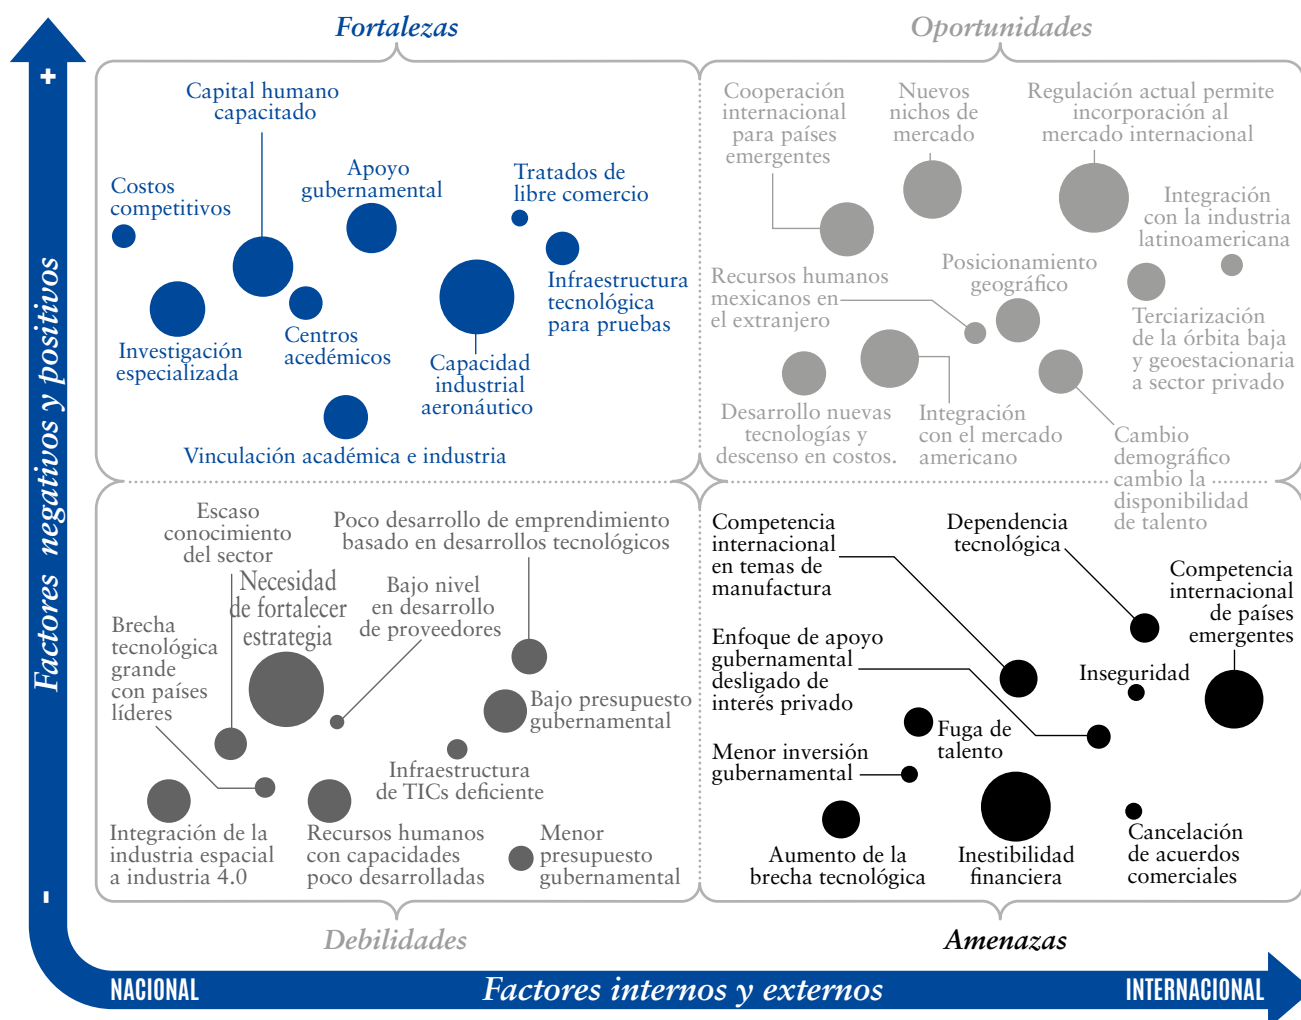 Fortalezas
Oportunidades
+
Capital humano
capacitado
Costos
competitivos
Apoyo
gubernamental
Tratados de
libre comercio
Investigación
especializada
Centros
acedémicos
Capacidad
industrial
aeronáutico
Infraestructura
tecnológica
para pruebas
Vinculación académica e industria
Cooperación
internacional
para países
emergentes
Nuevos
nichos de
mercado
Regulación actual permite
incorporación al
mercado internacional
Integración
con la industria
latinoamericana
Recursos humanos
mexicanos en
el extranjero
Posicionamiento
geográfico
Terciarización
de la órbita baja
y geoestacionaria
a sector privado
Desarrollo nuevas
tecnologías y
descenso en costos.
Integración
con el mercado
americano
Cambio
demográfico
cambio la
disponibilidad
de talento
Factores negativos y positivos
Escaso
conocimiento
del sector
Poco desarrollo de emprendimiento
basado en desarrollos tecnológicos
Necesidad
de fortalecer
estrategia
Bajo nivel
en desarrollo
de proveedores
Brecha
tecnológica
grande
con países
líderes
Bajo presupuesto
gubernamental
Infraestructura
de TICs deficiente
Integración de la
industria espacial
a industria 4.0
Recursos humanos
con capacidades
poco desarrolladas
Menor
presupuesto
gubernamental
Competencia
internacional
en temas de
manufactura
Dependencia
tecnológica
Competencia
internacional
de países
emergentes
Enfoque de apoyo
gubernamental
desligado de
interés privado
Inseguridad
Fuga de
talento
Menor inversión
gubernamental
Aumento de la
brecha tecnológica
Inestibilidad
financiera
Cancelación
de acuerdos
comerciales
-
Debilidades
Amenazas
NACIONAL
Factores internos y externos
INTERNACIONAL